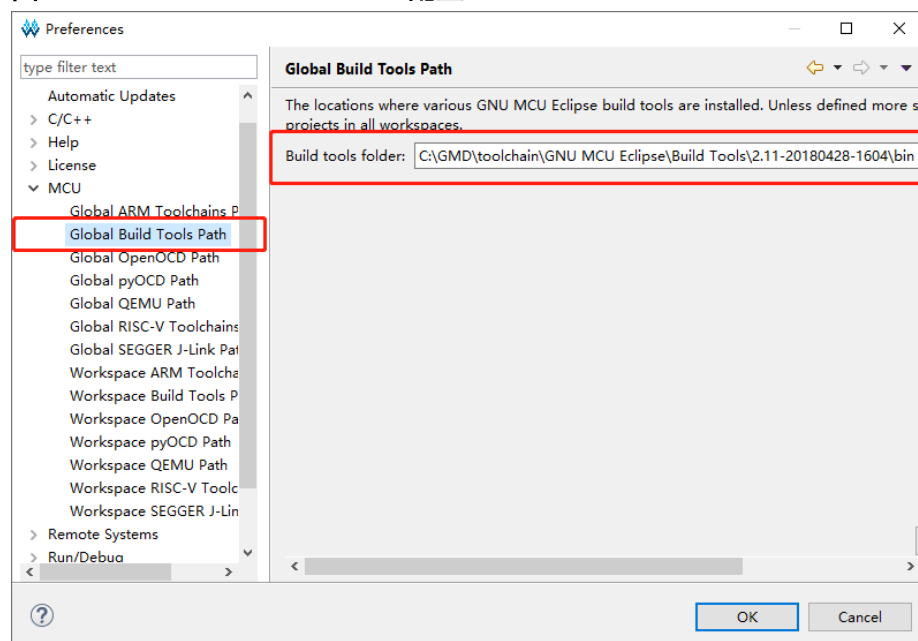 Preferences
type filter text
Global Build Tools Path
Automatic Updates
C/C++
Help
License
MCU
Global ARM Toolchains P
Global Build Tools Path
Global OpenOCD Path
Global pyOCD Path
Global QEMU Path
Global RISC-V Toolchains
Global SEGGER J-Link Pat
Workspace ARM Toolcha
Workspace Build Tools P
Workspace OpenOCD Pa
Workspace pyOCD Path
Workspace QEMU Path
Workspace RISC-V Toolc
Workspace SEGGER J-Lin
Remote Systems
Run/Debug
The locations where various GNU MCU Eclipse build tools are installed. Unless defined more s
projects in all workspaces.
Build tools folder: C:\GMD\toolchain\GNU MCU Eclipse\Build Tools\2.11-20180428-1604\bin
OK
Cancel